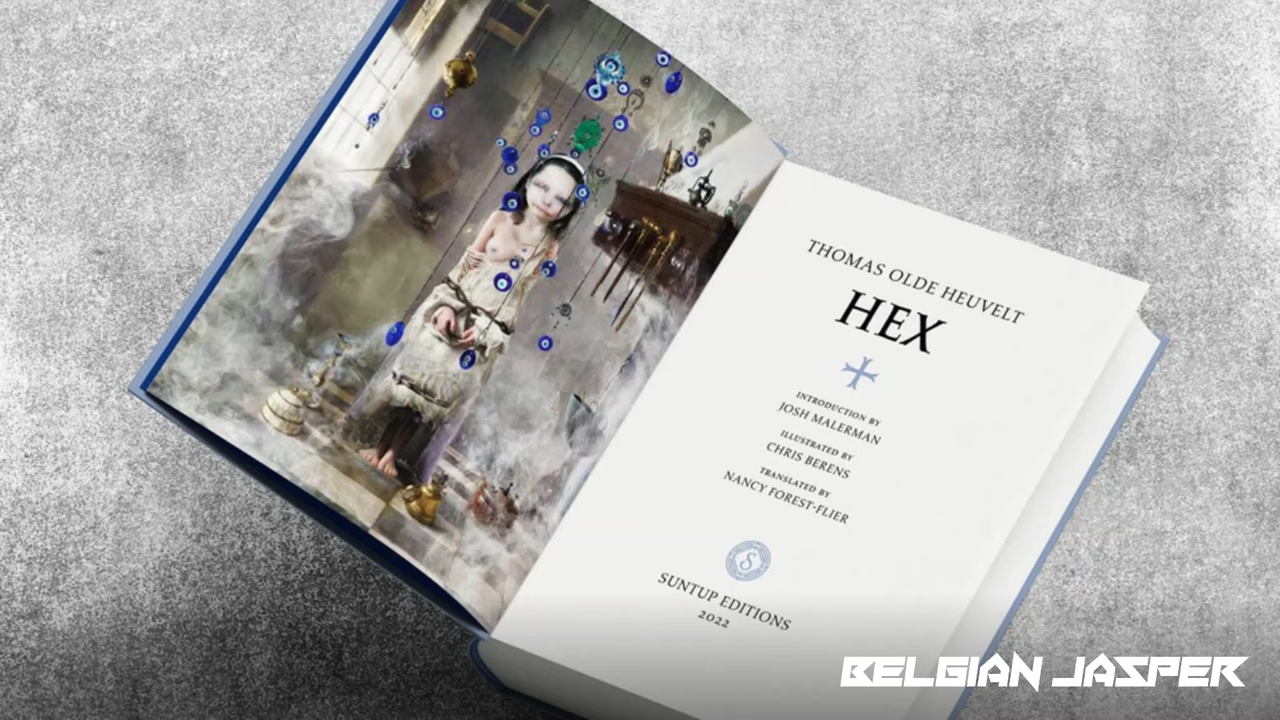 THOMAS OLDE HEUVELT
HEX
INTRODUCTION BY
JOSH MALERMAN
ILLUSTRATED BY
CHRIS BERENS
TRANSLATED BY
NANCY FOREST-FLIER
S
SUNTUP EDITIONS
2022
BELGIAN JASPER